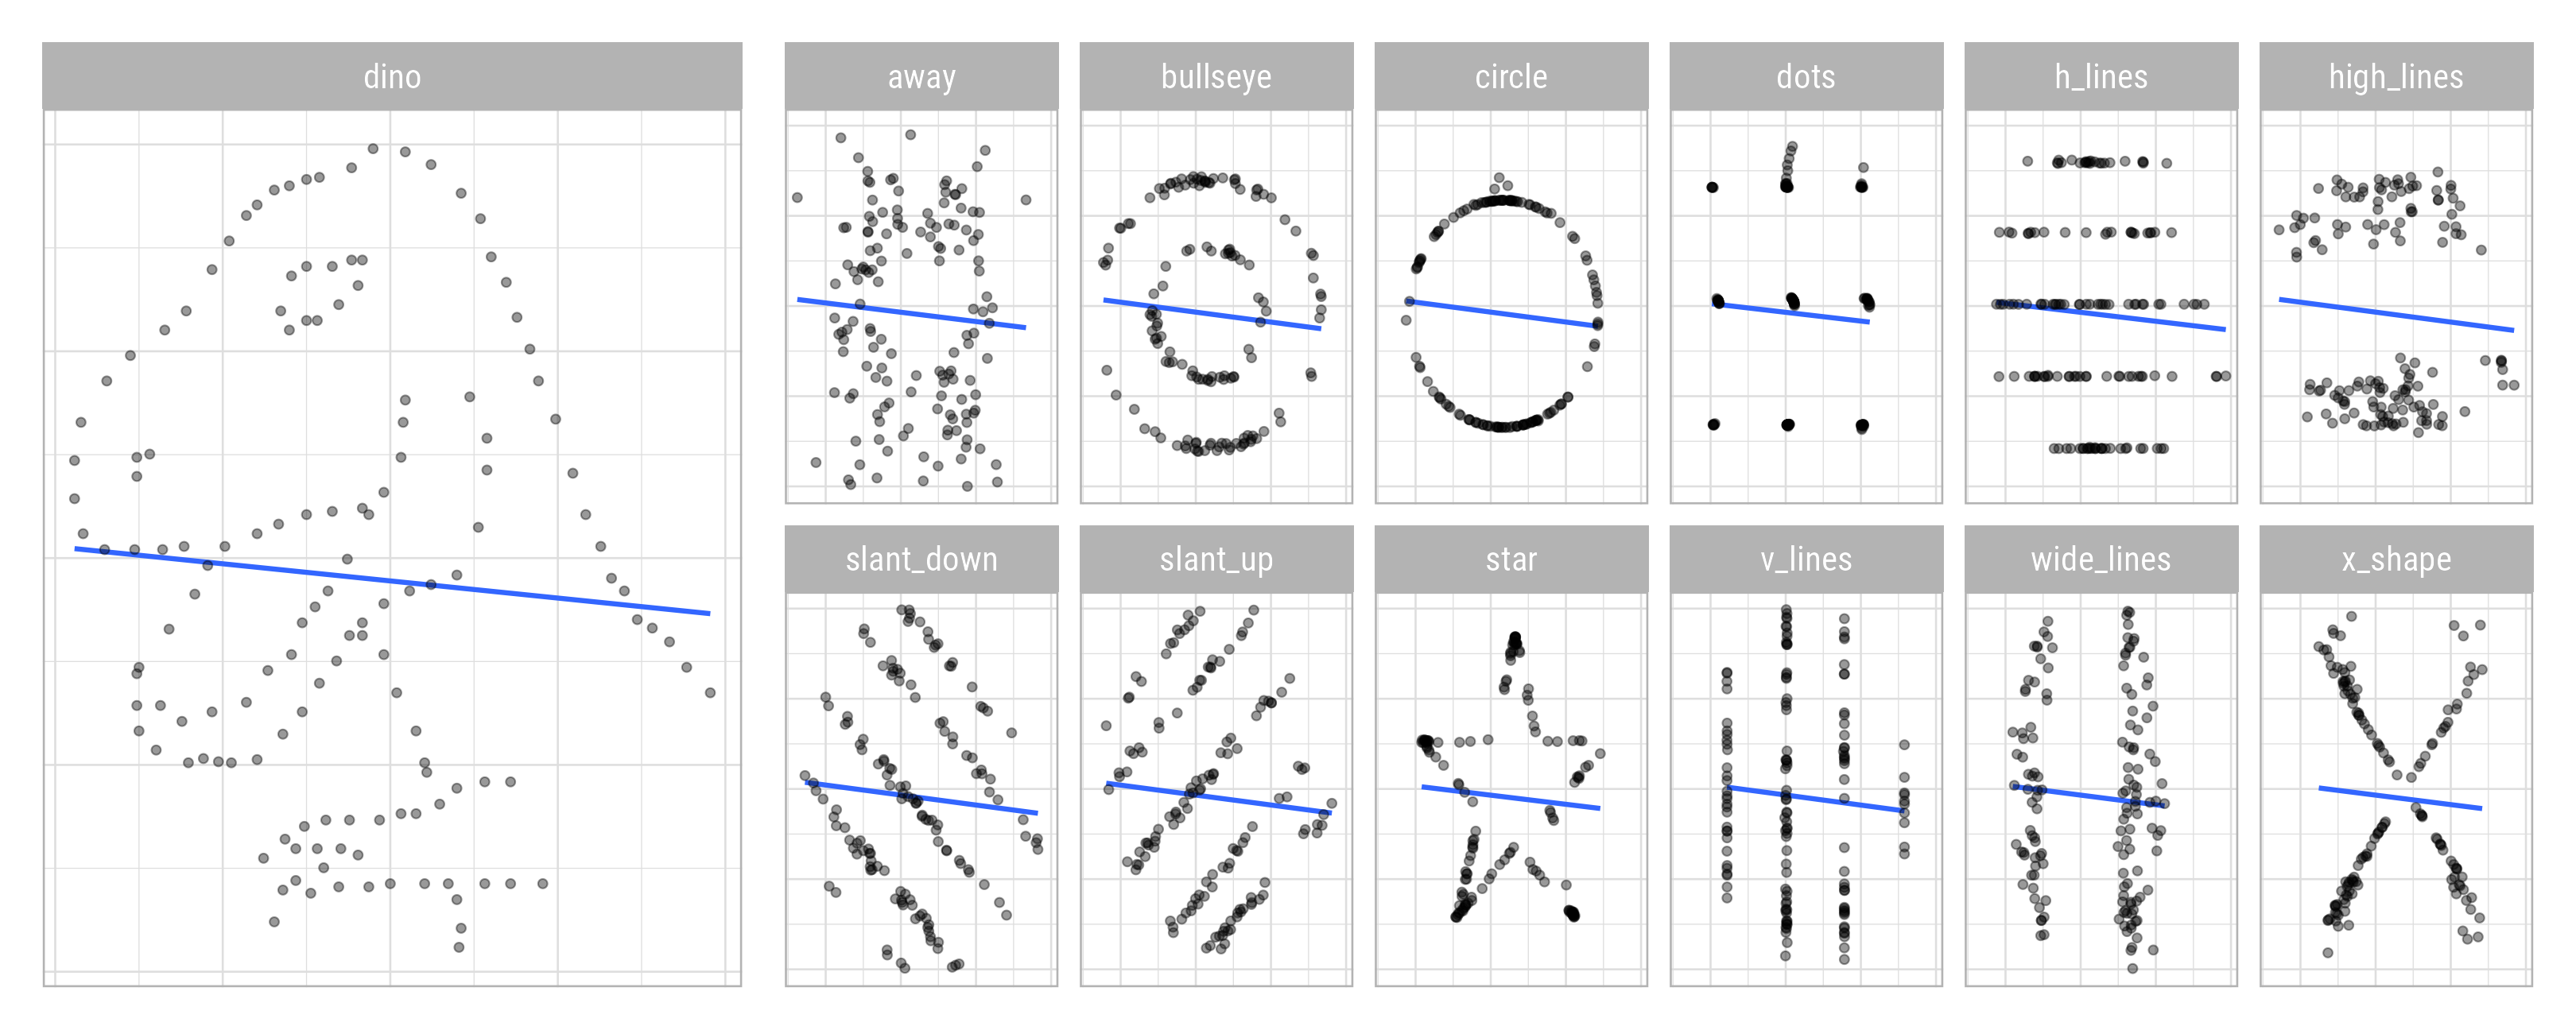 dino
away
bullseye
circle
dots
h_lines
high_lines
slant_down
slant_up
star
v_lines
wide_lines
x_shape